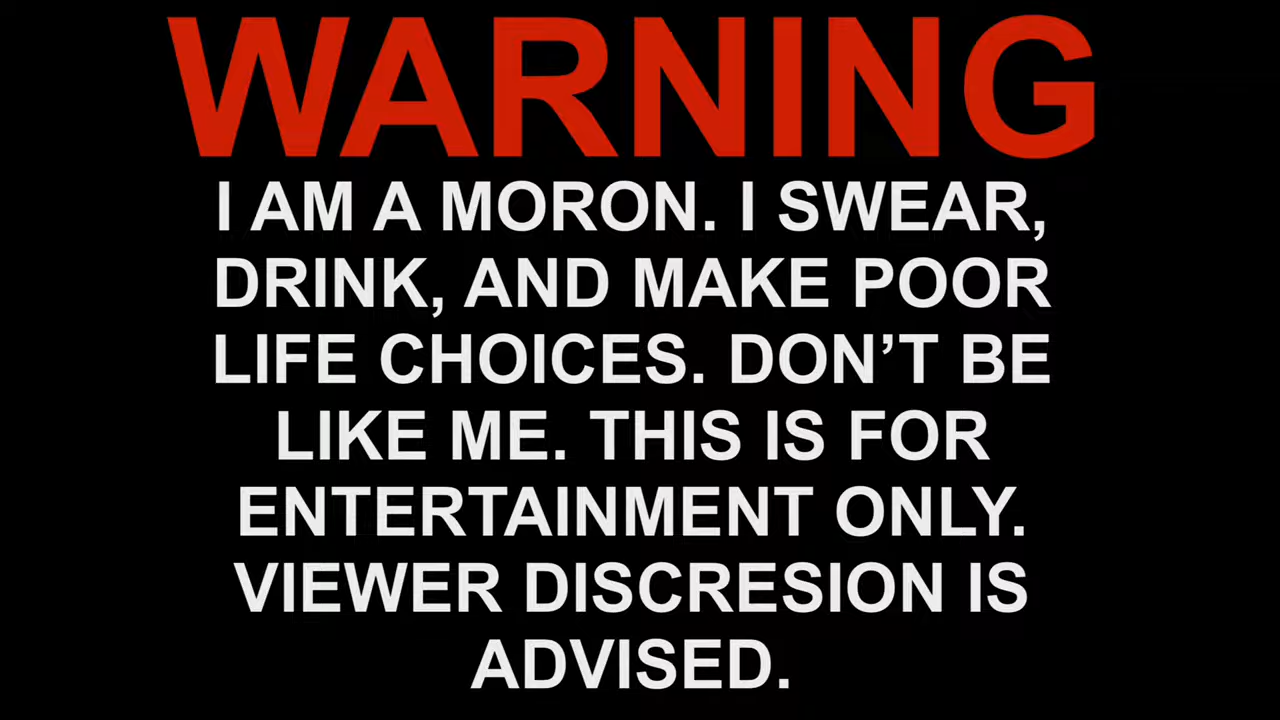 WARNING
I AM A MORON. I SWEAR,
DRINK, AND MAKE POOR
LIFE CHOICES. DON’T BE
LIKE ME. THIS IS FOR
ENTERTAINMENT ONLY.
VIEWER DISCRESION IS
ADVISED.